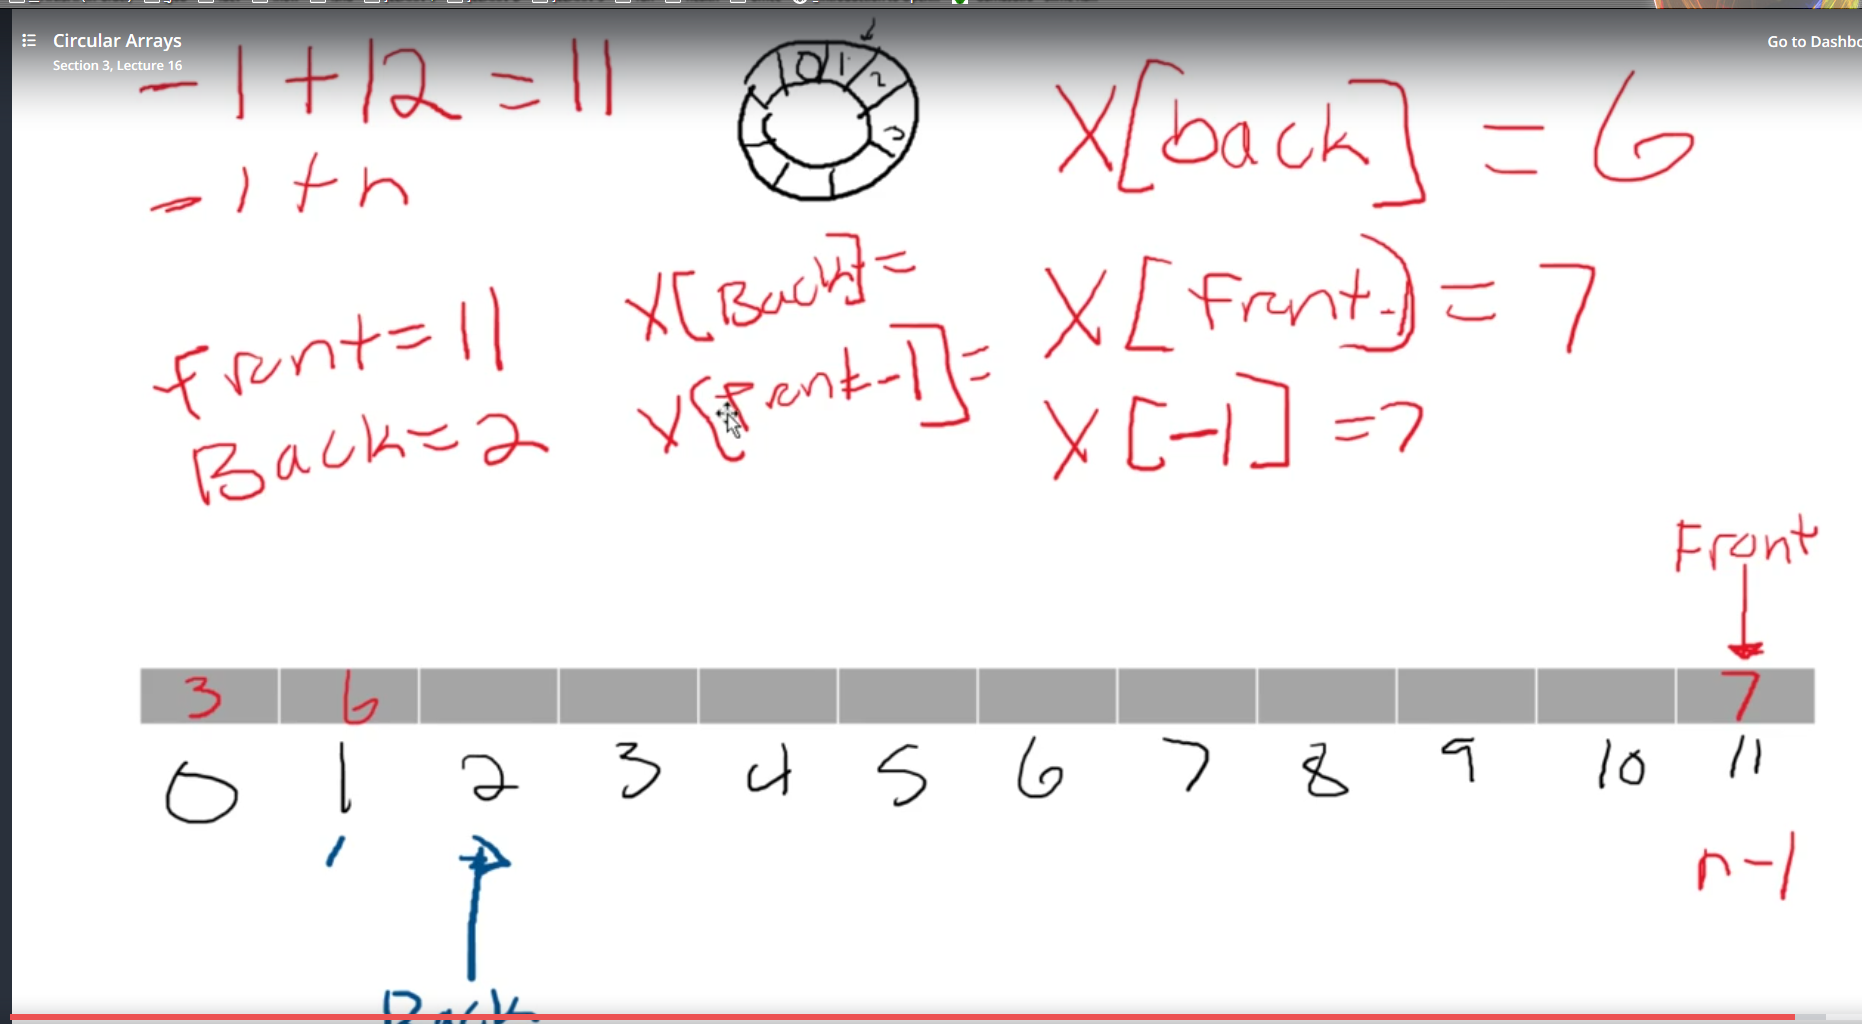 Circular Arrays
Go to Dashbo
Section 3, Lecture 16
-1+12=11
-1+n
0 1 2 3
X[back] = 6
X[Back]=
X[Front-1]=
X[Front-1]=7
X[-1]=7
Front=11
Back=2
Front
3 6 7
0 1 2 3 4 5 6 7 8 9 10 11
n-1
Back